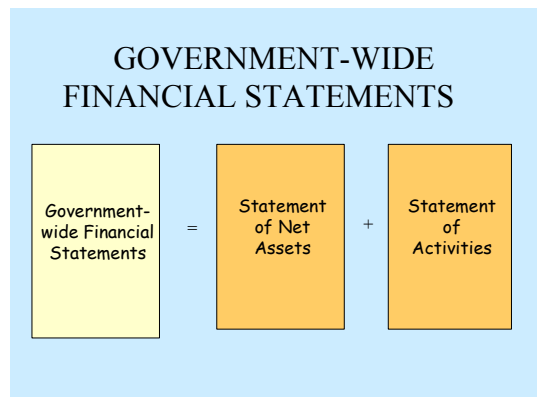 GOVERNMENT-WIDE
FINANCIAL STATEMENTS
Government-
wide Financial
Statements
=
Statement
of Net
Assets
+
Statement
of
Activities